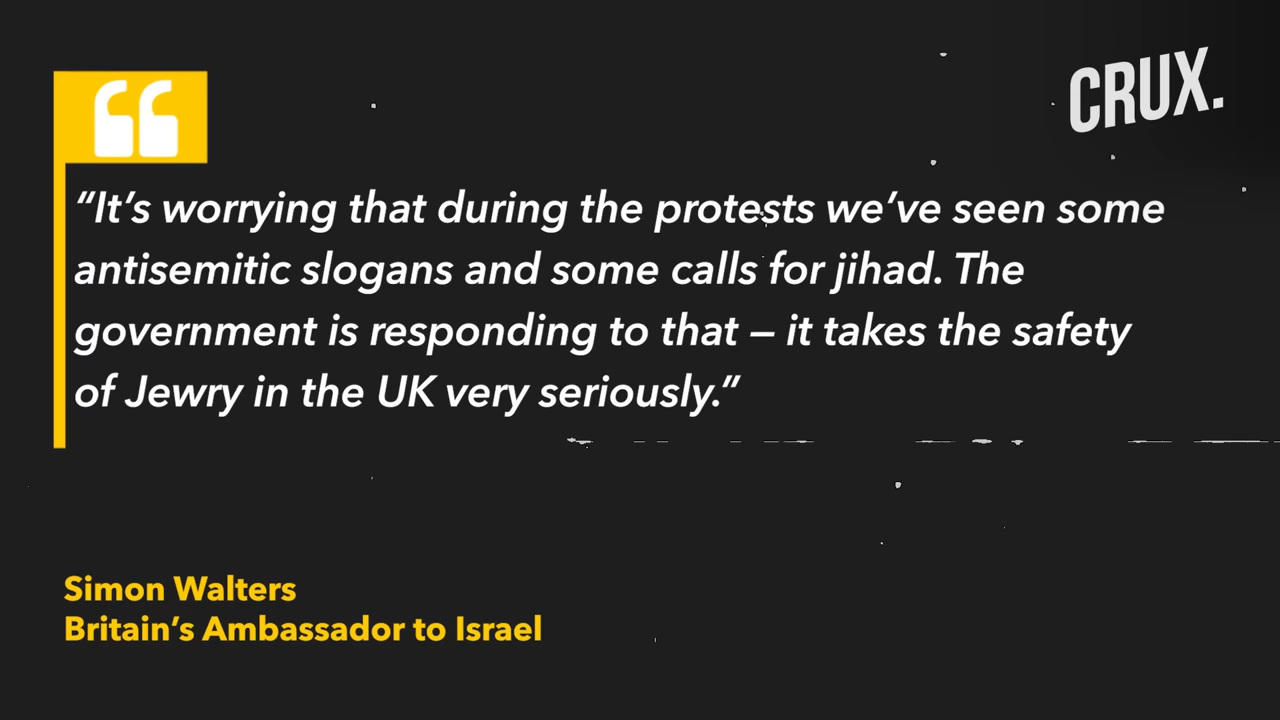 CRUX.
“It’s worrying that during the protests we’ve seen some
antisemitic slogans and some calls for jihad. The
government is responding to that – it takes the safety
of Jewry in the UK very seriously.”
Simon Walters
Britain’s Ambassador to Israel